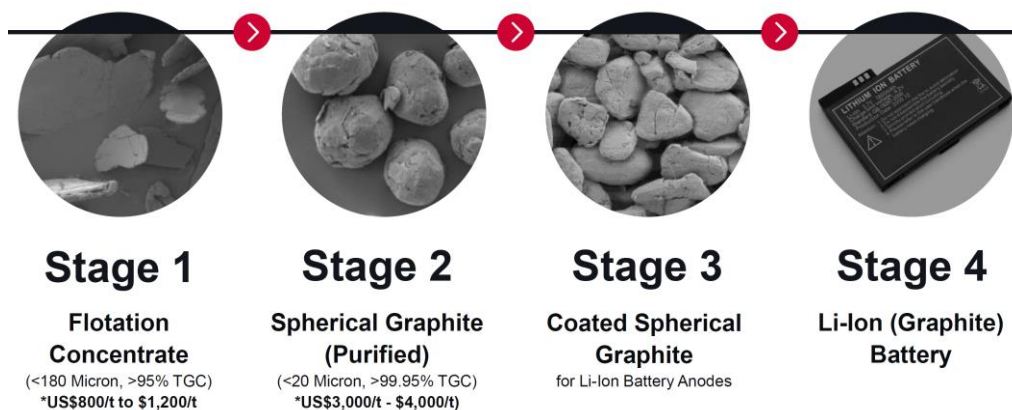 Stage 1
Flotation
Concentrate
(<180 Micron, >95% TGC)
*US$800/t to $1,200/t
Stage 2
Spherical Graphite
(Purified)
(<20 Micron, >99.95% TGC)
*US$3,000/t - $4,000/t)
Stage 3
Coated Spherical
Graphite
for Li-Ion Battery Anodes
LITHIUM ION BATTERY
Stage 4
Li-Ion (Graphite)
Battery